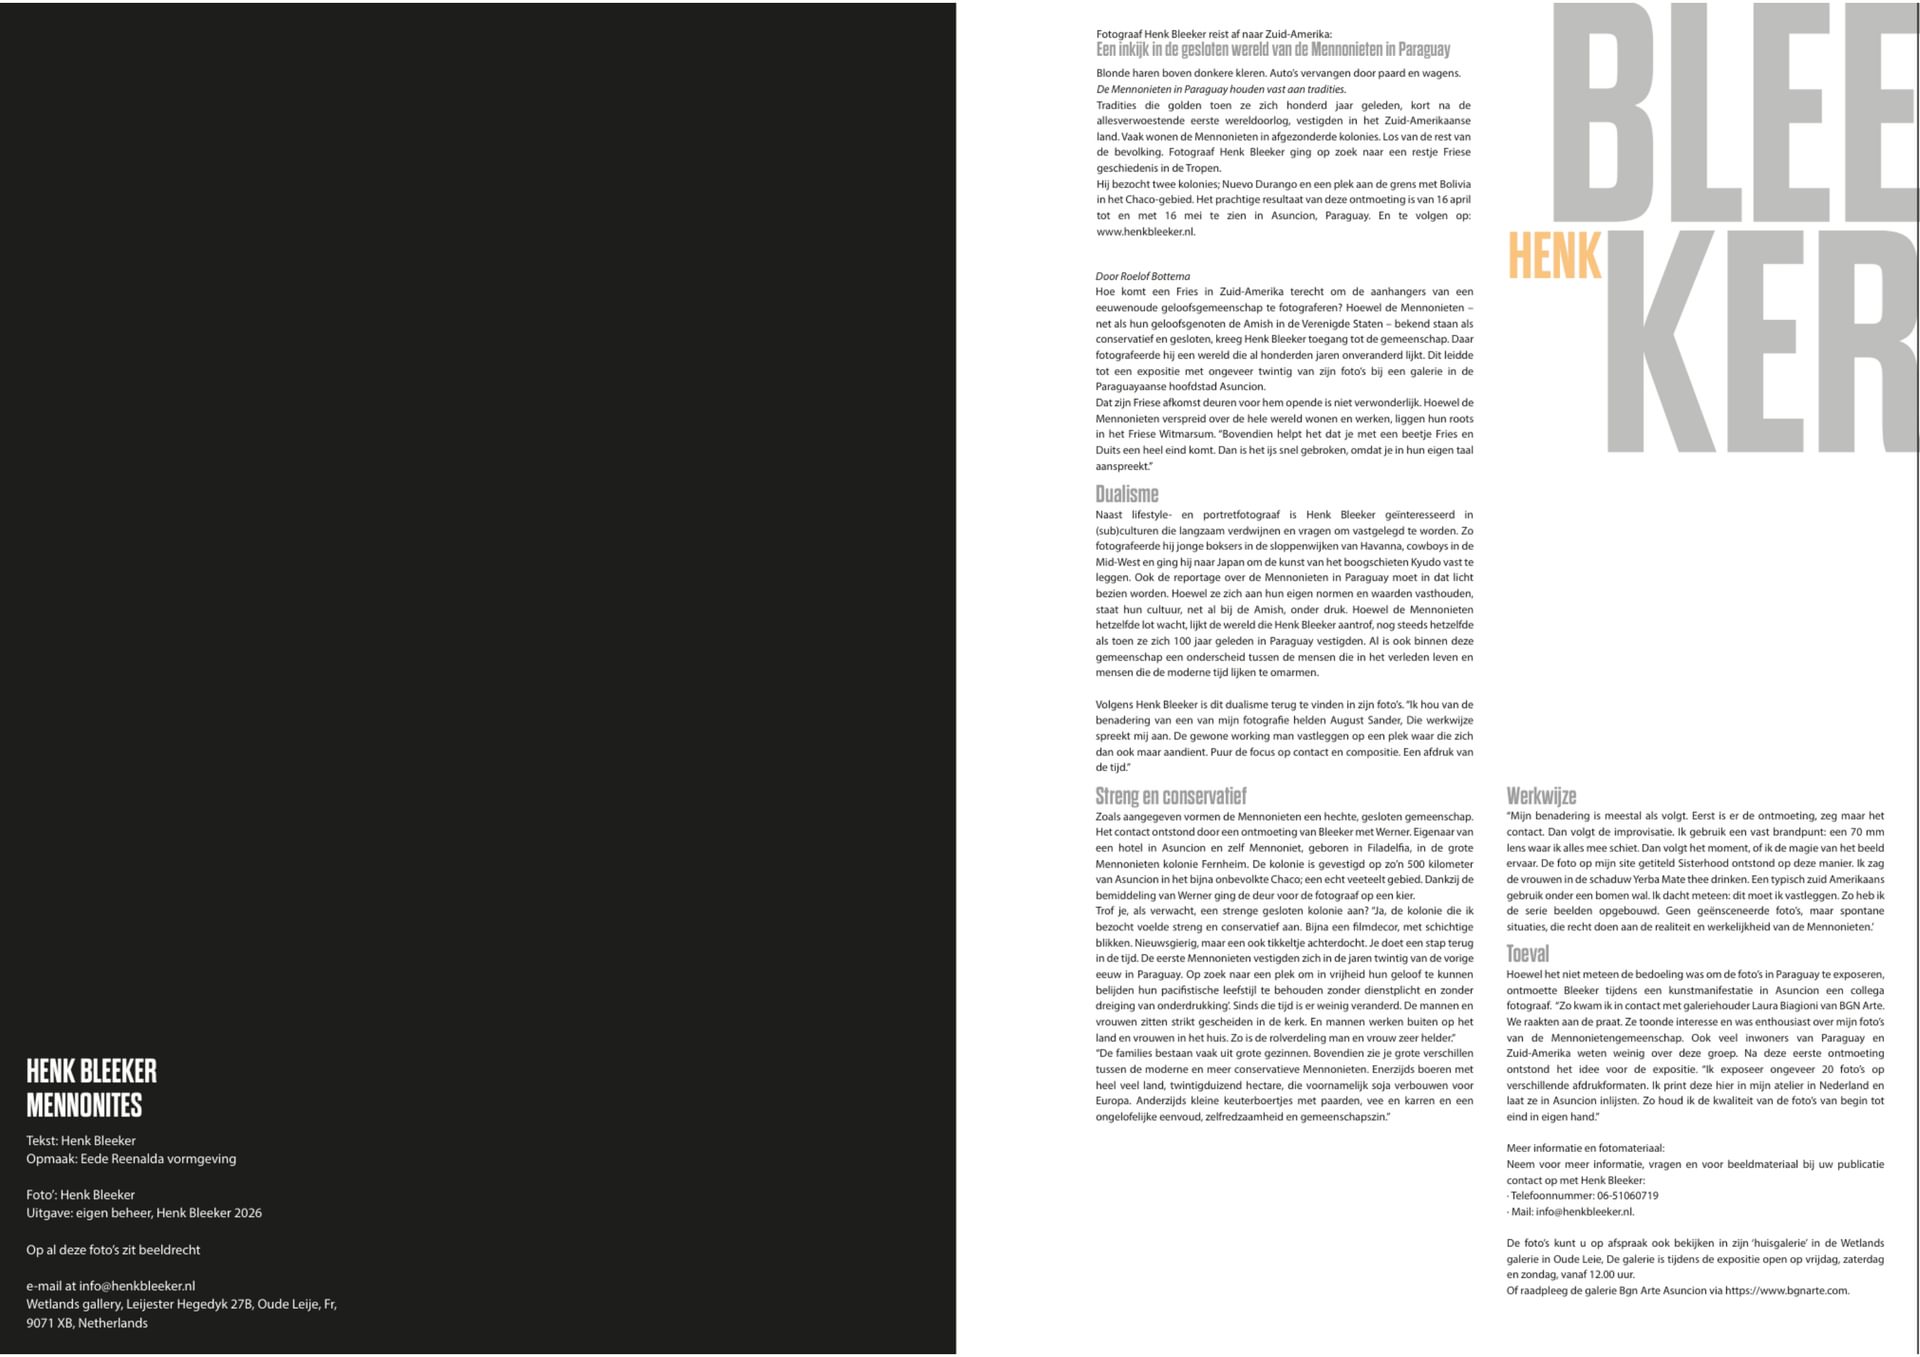 HENK BLEEKER
MENNONITES
Tekst: Henk Bleeker
Opmaak: Eede Reenalda vormgeving
Foto’: Henk Bleeker
Uitgave: eigen beheer, Henk Bleeker 2026
Op al deze foto’s zit beeldrecht
e-mail at info@henkbleeker.nl
Wetlands gallery, Leijester Hegedyk 27B, Oude Leije, Fr,
9071 XB, Netherlands
Fotograaf Henk Bleeker reist af naar Zuid-Amerika:
Een inkijk in de gesloten wereld van de Mennonieten in Paraguay
Blonde haren boven donkere kleren. Auto’s vervangen door paard en wagens.
De Mennonieten in Paraguay houden vast aan tradities.
Tradities die golden toen ze zich honderd jaar geleden, kort na de
allesverwoestende eerste wereldoorlog, vestigden in het Zuid-Amerikaanse
land. Vaak wonen de Mennonieten in afgezonderde kolonies. Los van de rest van
de bevolking. Fotograaf Henk Bleeker ging op zoek naar een restje Friese
geschiedenis in de Tropen.
Hij bezocht twee kolonies; Nuevo Durango en een plek aan de grens met Bolivia
in het Chaco-gebied. Het prachtige resultaat van deze ontmoeting is van 16 april
tot en met 16 mei te zien in Asuncion, Paraguay. En te volgen op:
www.henkbleeker.nl.
Door Roelof Bottema
Hoe komt een Fries in Zuid-Amerika terecht om de aanhangers van een
eeuwenoude geloofsgemeenschap te fotograferen? Hoewel de Mennonieten –
net als hun geloofsgenoten de Amish in de Verenigde Staten – bekend staan als
conservatief en gesloten, kreeg Henk Bleeker toegang tot de gemeenschap. Daar
fotografeerde hij een wereld die al honderden jaren onveranderd lijkt. Dit leidde
tot een expositie met ongeveer twintig van zijn foto’s bij een galerie in de
Paraguayaanse hoofdstad Asuncion.
Dat zijn Friese afkomst deuren voor hem opende is niet verwonderlijk. Hoewel de
Mennonieten verspreid over de hele wereld wonen en werken, liggen hun roots
in het Friese Witmarsum. “Bovendien helpt het dat je met een beetje Fries en
Duits een heel eind komt. Dan is het ijs snel gebroken, omdat je in hun eigen taal
aanspreekt.”
Dualisme
Naast lifestyle- en portretfotograaf is Henk Bleeker geïnteresseerd in
(sub)culturen die langzaam verdwijnen en vragen om vastgelegd te worden. Zo
fotografeerde hij jonge boksers in de sloppenwijken van Havanna, cowboys in de
Mid-West en ging hij naar Japan om de kunst van het boogschieten Kyudo vast te
leggen. Ook de reportage over de Mennonieten in Paraguay moet in dat licht
bezien worden. Hoewel ze zich aan hun eigen normen en waarden vasthouden,
staat hun cultuur, net al bij de Amish, onder druk. Hoewel de Mennonieten
hetzelfde lot wacht, lijkt de wereld die Henk Bleeker aantrof, nog steeds hetzelfde
als toen ze zich 100 jaar geleden in Paraguay vestigden. Al is ook binnen deze
gemeenschap een onderscheid tussen de mensen die in het verleden leven en
mensen die de moderne tijd lijken te omarmen.
Volgens Henk Bleeker is dit dualisme terug te vinden in zijn foto’s. “Ik hou van de
benadering van een van mijn fotografie helden August Sander, Die werkwijze
spreekt mij aan. De gewone working man vastleggen op een plek waar die zich
dan ook maar aandient. Puur de focus op contact en compositie. Een afdruk van
de tijd.”
Streng en conservatief
Zoals aangegeven vormen de Mennonieten een hechte, gesloten gemeenschap.
Het contact ontstond door een ontmoeting van Bleeker met Werner. Eigenaar van
een hotel in Asuncion en zelf Mennoniet, geboren in Filadelfia, in de grote
Mennonieten kolonie Fernheim. De kolonie is gevestigd op zo’n 500 kilometer
van Asuncion in het bijna onbevolkte Chaco; een echt veeteelt gebied. Dankzij de
bemiddeling van Werner ging de deur voor de fotograaf op een kier.
Trof je, als verwacht, een strenge gesloten kolonie aan? “Ja, de kolonie die ik
bezocht voelde streng en conservatief aan. Bijna een filmdecor, met schichtige
blikken. Nieuwsgierig, maar een ook tikkeltje achterdocht. Je doet een stap terug
in de tijd. De eerste Mennonieten vestigden zich in de jaren twintig van de vorige
eeuw in Paraguay. Op zoek naar een plek om in vrijheid hun geloof te kunnen
belijden hun pacifistische leefstijl te behouden zonder dienstplicht en zonder
dreiging van onderdrukking’. Sinds die tijd is er weinig veranderd. De mannen en
vrouwen zitten strikt gescheiden in de kerk. En mannen werken buiten op het
land en vrouwen in het huis. Zo is de rolverdeling man en vrouw zeer helder.”
“De families bestaan vaak uit grote gezinnen. Bovendien zie je grote verschillen
tussen de moderne en meer conservatieve Mennonieten. Enerzijds boeren met
heel veel land, twintigduizend hectare, die voornamelijk soja verbouwen voor
Europa. Anderzijds kleine keuterboertjes met paarden, vee en karren en een
ongelofelijke eenvoud, zelfredzaamheid en gemeenschapszin.”
BLEE
HENK KER
Werkwijze
“Mijn benadering is meestal als volgt. Eerst is er de ontmoeting, zeg maar het
contact. Dan volgt de improvisatie. Ik gebruik een vast brandpunt: een 70 mm
lens waar ik alles mee schiet. Dan volgt het moment, of ik de magie van het beeld
ervaar. De foto op mijn site getiteld Sisterhood ontstond op deze manier. Ik zag
de vrouwen in de schaduw Yerba Mate thee drinken. Een typisch zuid Amerikaans
gebruik onder een bomen wal. Ik dacht meteen: dit moet ik vastleggen. Zo heb ik
de serie beelden opgebouwd. Geen geënsceneerde foto’s, maar spontane
situaties, die recht doen aan de realiteit en werkelijkheid van de Mennonieten.’
Toeval
Hoewel het niet meteen de bedoeling was om de foto’s in Paraguay te exposeren,
ontmoette Bleeker tijdens een kunstmanifestatie in Asuncion een collega
fotograaf. “Zo kwam ik in contact met galeriehouder Laura Biagioni van BGN Arte.
We raakten aan de praat. Ze toonde interesse en was enthousiast over mijn foto’s
van de Mennonietengemeenschap. Ook veel inwoners van Paraguay en
Zuid-Amerika weten weinig over deze groep. Na deze eerste ontmoeting
ontstond het idee voor de expositie. “Ik exposeer ongeveer 20 foto’s op
verschillende afdrukformaten. Ik print deze hier in mijn atelier in Nederland en
laat ze in Asuncion inlijsten. Zo houd ik de kwaliteit van de foto’s van begin tot
eind in eigen hand.”
Meer informatie en fotomateriaal:
Neem voor meer informatie, vragen en voor beeldmateriaal bij uw publicatie
contact op met Henk Bleeker:
· Telefoonnummer: 06-51060719
· Mail: info@henkbleeker.nl.
De foto’s kunt u op afspraak ook bekijken in zijn ‘huisgalerie’ in de Wetlands
galerie in Oude Leie, De galerie is tijdens de expositie open op vrijdag, zaterdag
en zondag, vanaf 12.00 uur.
Of raadpleeg de galerie Bgn Arte Asuncion via https://www.bgnarte.com.